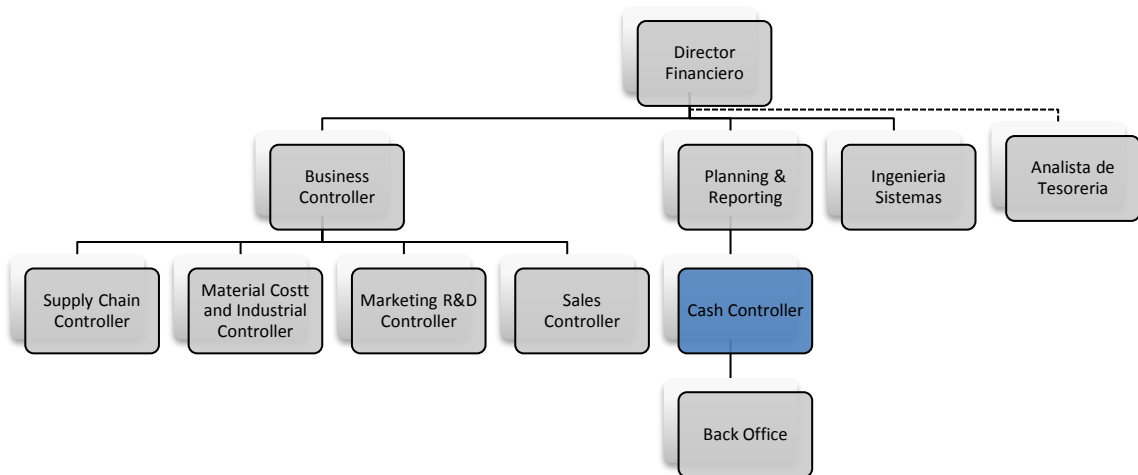 Director
Financiero
Business
Controller
Planning &
Reporting
Ingenieria
Sistemas
Analista de
Tesoreria
Supply Chain
Controller
Material Costt
and Industrial
Controller
Marketing R&D
Controller
Sales
Controller
Cash Controller
Back Office